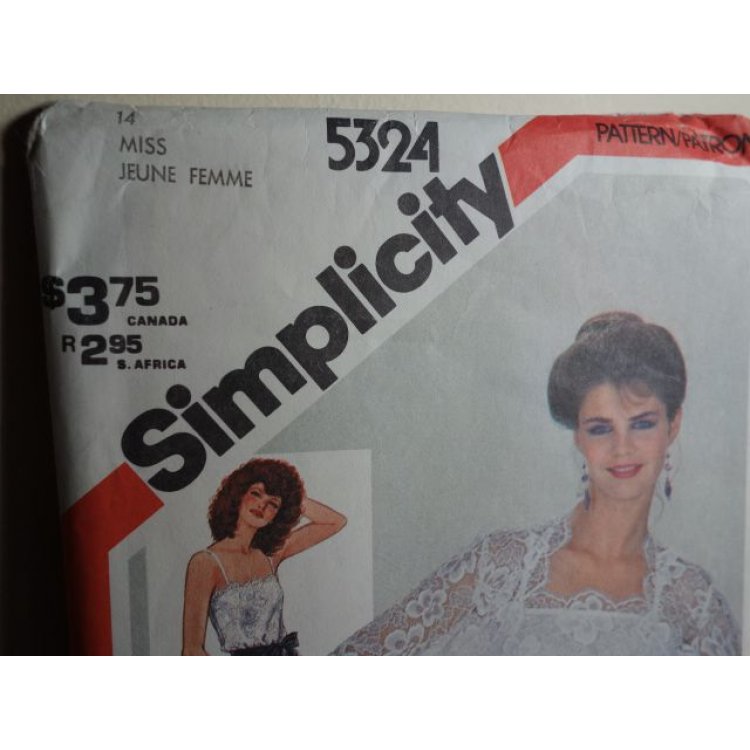 14
MISS
JEUNE FEMME
5324
PATTERN/PATRON
$3.75
CANADA
R2.95
S. AFRICA
Simplicity